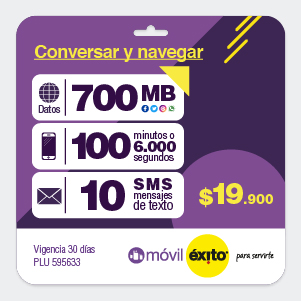 Conversar y navegar
Datos
700 MB
100 minutos o
6.000
segundos
10 SMS
mensajes
de texto
$19.900
Vigencia 30 días
PLU 595633
móvil éxito para servirte